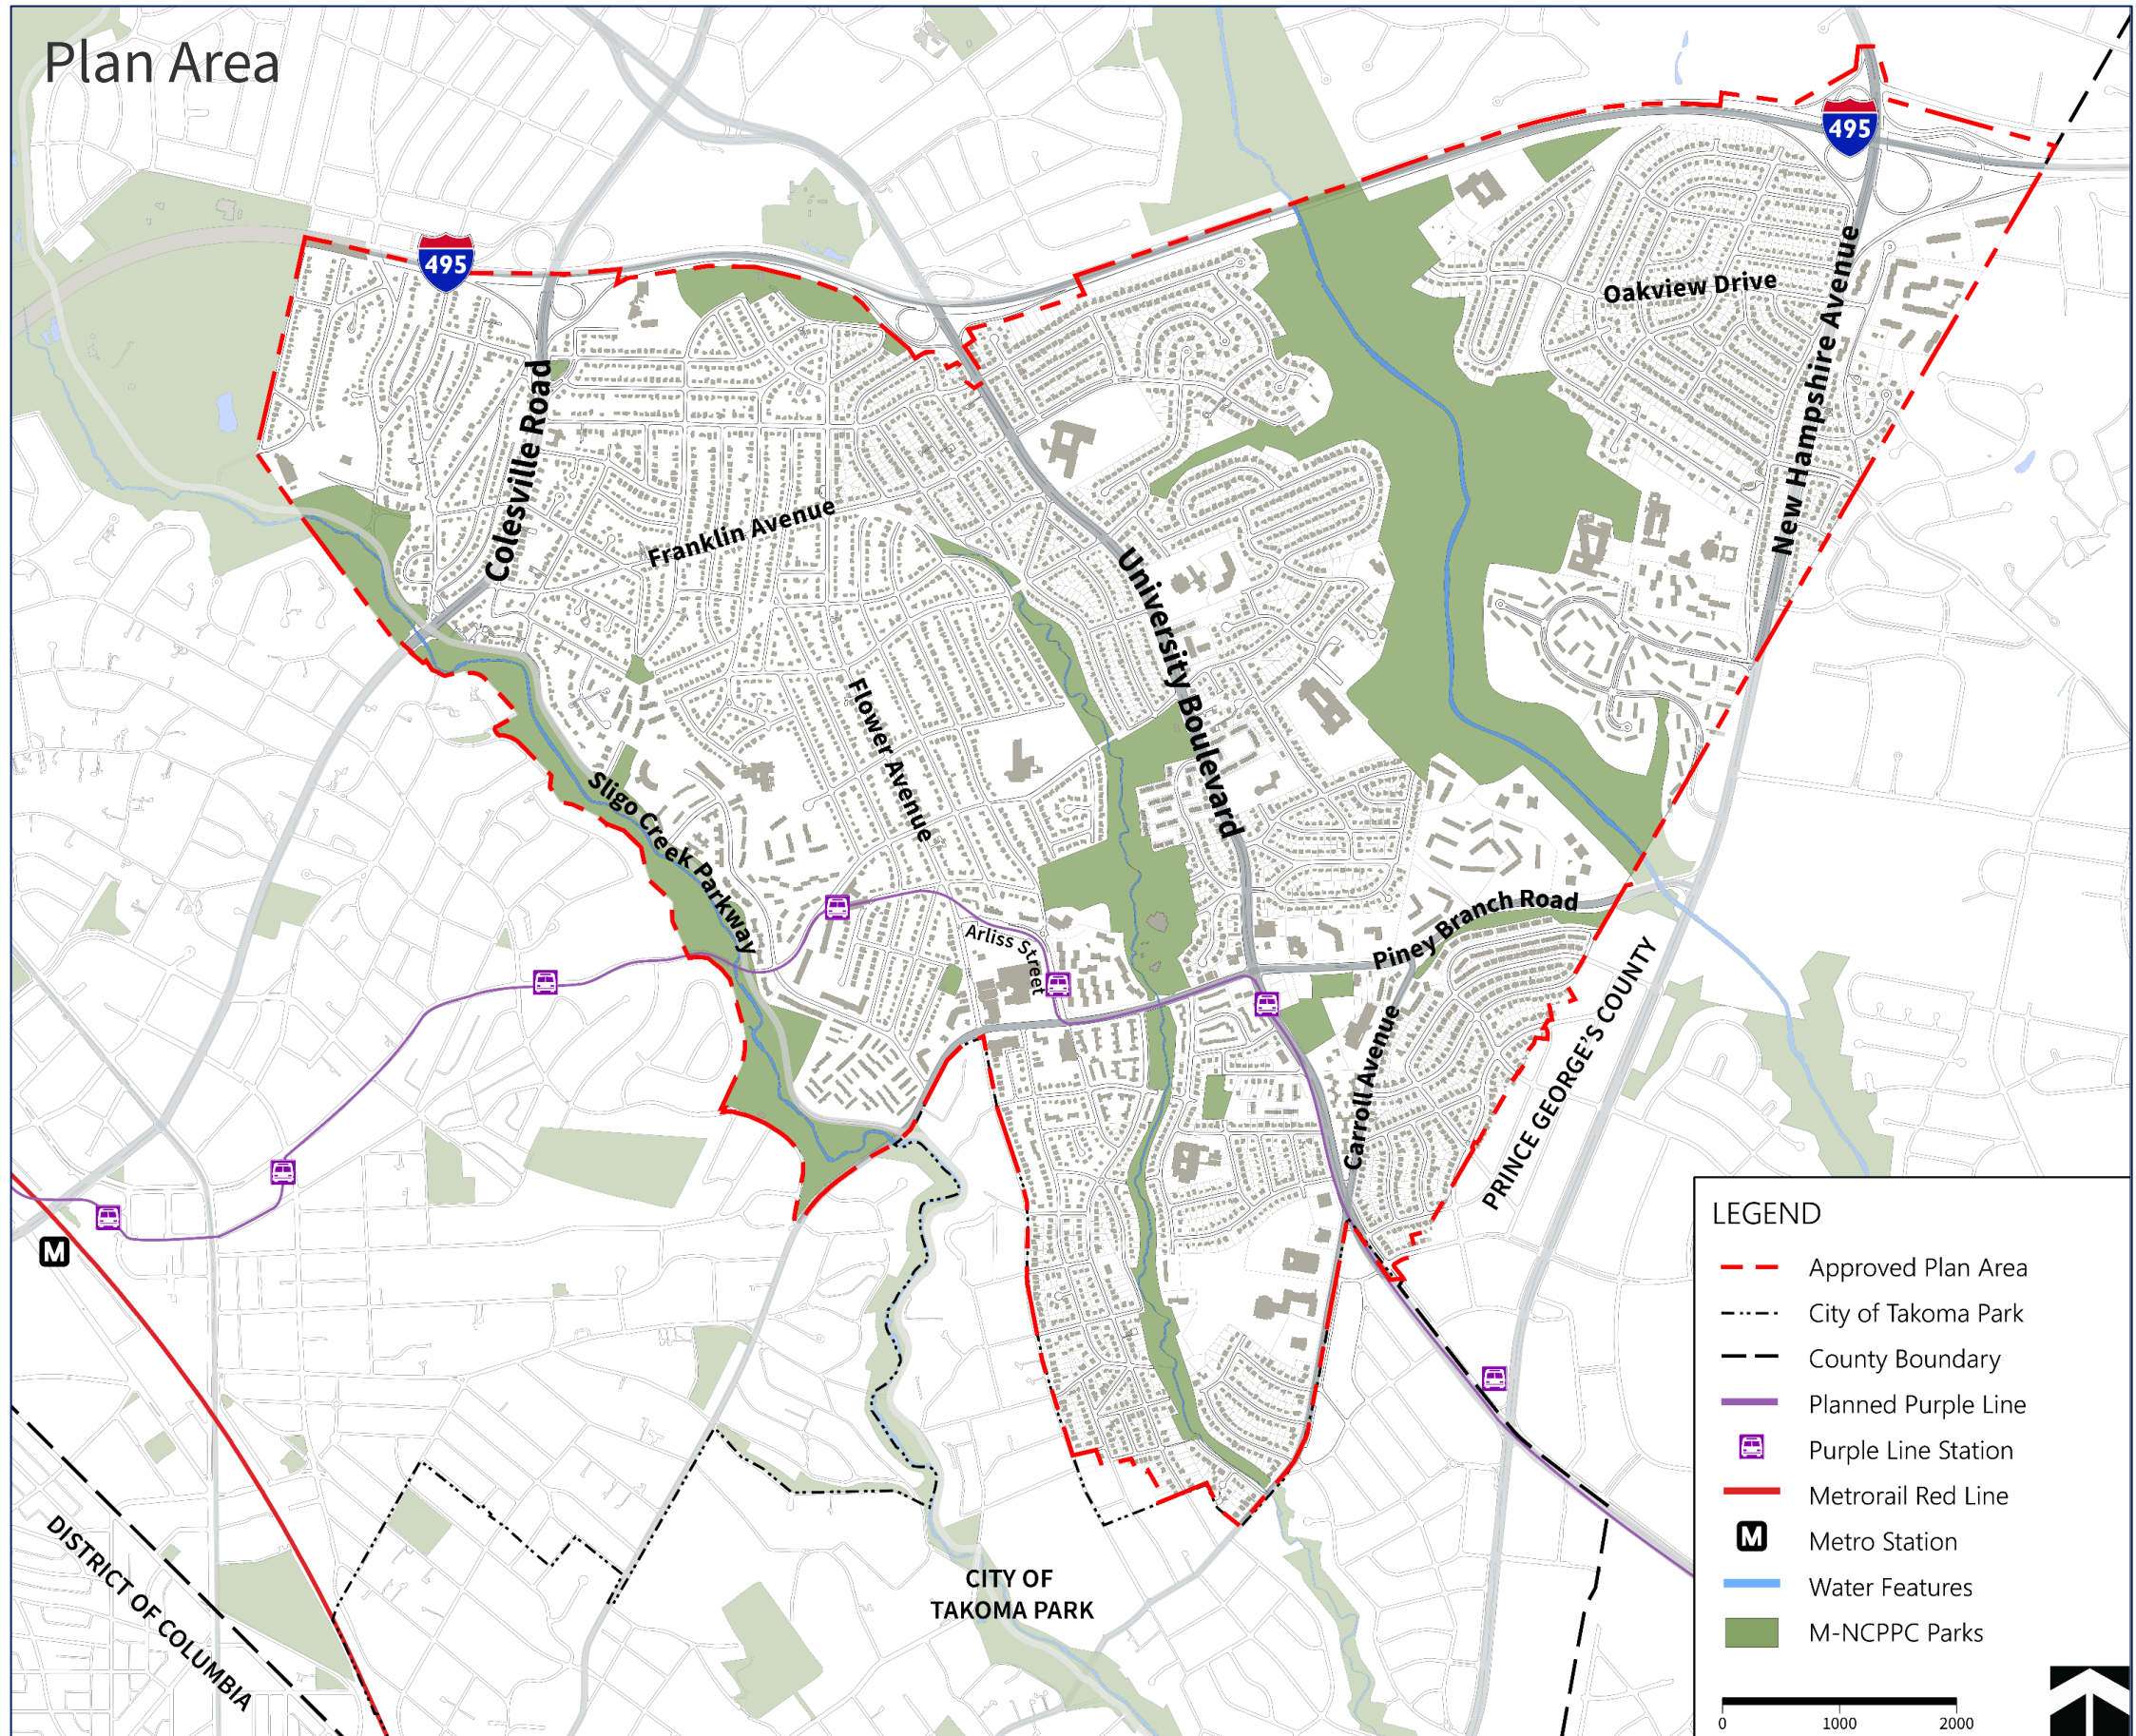 Plan Area
495
495
Oakview Drive
New Hampshire Avenue
Colesville Road
Franklin Avenue
University Boulevard
Flower Avenue
Sligo Creek Parkway
Arliss Street
Piney Branch Road
Carroll Avenue
PRINCE GEORGE'S COUNTY
M
CITY OF
TAKOMA PARK
DISTRICT OF COLUMBIA
LEGEND
Approved Plan Area
City of Takoma Park
County Boundary
Planned Purple Line
Purple Line Station
Metrorail Red Line
M Metro Station
Water Features
M-NCPPC Parks
0 1000 2000